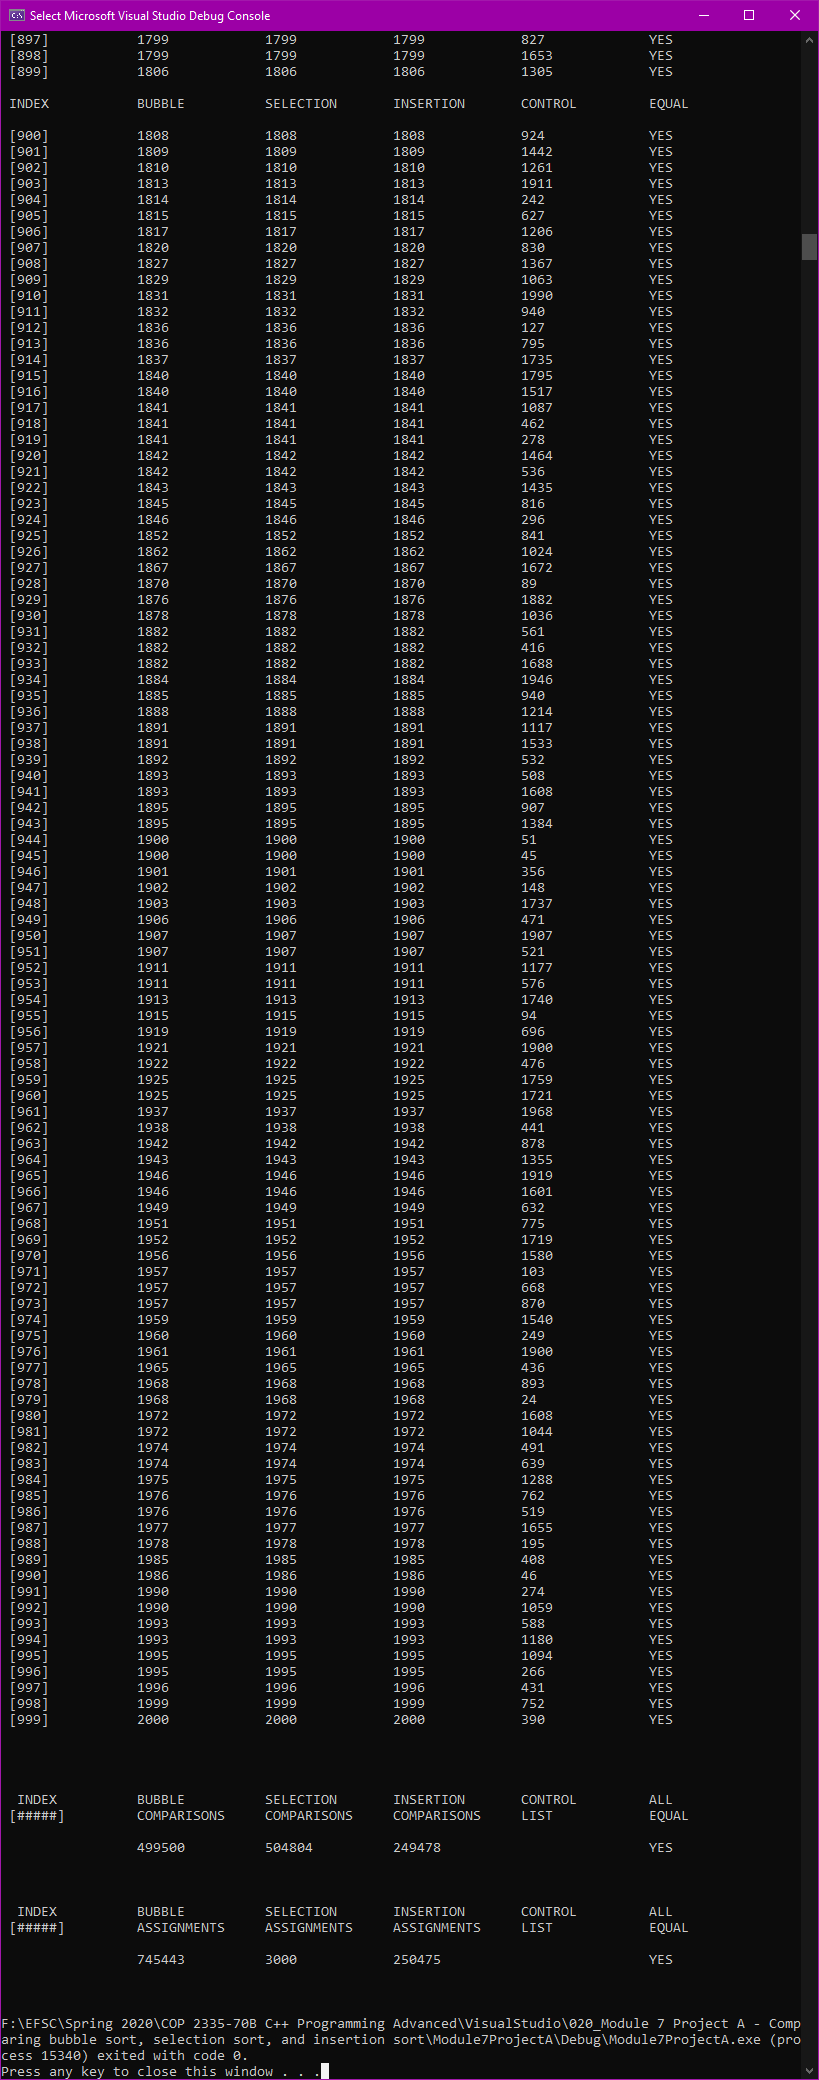 Select Microsoft Visual Studio Debug Console
[897] 1799 1799 1799 827 YES
[898] 1799 1799 1799 1653 YES
[899] 1806 1806 1806 1305 YES
INDEX BUBBLE SELECTION INSERTION CONTROL EQUAL
[900] 1808 1808 1808 924 YES
[901] 1809 1809 1809 1442 YES
[902] 1810 1810 1810 1261 YES
[903] 1813 1813 1813 1911 YES
[904] 1814 1814 1814 242 YES
[905] 1815 1815 1815 627 YES
[906] 1817 1817 1817 1206 YES
[907] 1820 1820 1820 830 YES
[908] 1827 1827 1827 1367 YES
[909] 1829 1829 1829 1063 YES
[910] 1831 1831 1831 1990 YES
[911] 1832 1832 1832 940 YES
[912] 1836 1836 1836 127 YES
[913] 1836 1836 1836 795 YES
[914] 1837 1837 1837 1735 YES
[915] 1840 1840 1840 1795 YES
[916] 1840 1840 1840 1517 YES
[917] 1841 1841 1841 1087 YES
[918] 1841 1841 1841 462 YES
[919] 1841 1841 1841 278 YES
[920] 1842 1842 1842 1464 YES
[921] 1842 1842 1842 536 YES
[922] 1843 1843 1843 1435 YES
[923] 1845 1845 1845 816 YES
[924] 1846 1846 1846 296 YES
[925] 1852 1852 1852 841 YES
[926] 1862 1862 1862 1024 YES
[927] 1867 1867 1867 1672 YES
[928] 1870 1870 1870 89 YES
[929] 1876 1876 1876 1882 YES
[930] 1878 1878 1878 1036 YES
[931] 1882 1882 1882 561 YES
[932] 1882 1882 1882 416 YES
[933] 1882 1882 1882 1688 YES
[934] 1884 1884 1884 1946 YES
[935] 1885 1885 1885 940 YES
[936] 1888 1888 1888 1214 YES
[937] 1891 1891 1891 1117 YES
[938] 1891 1891 1891 1533 YES
[939] 1892 1892 1892 532 YES
[940] 1893 1893 1893 508 YES
[941] 1893 1893 1893 1608 YES
[942] 1895 1895 1895 907 YES
[943] 1895 1895 1895 1384 YES
[944] 1900 1900 1900 51 YES
[945] 1900 1900 1900 45 YES
[946] 1901 1901 1901 356 YES
[947] 1902 1902 1902 148 YES
[948] 1903 1903 1903 1737 YES
[949] 1906 1906 1906 471 YES
[950] 1907 1907 1907 1907 YES
[951] 1907 1907 1907 521 YES
[952] 1911 1911 1911 1177 YES
[953] 1911 1911 1911 576 YES
[954] 1913 1913 1913 1740 YES
[955] 1915 1915 1915 94 YES
[956] 1919 1919 1919 696 YES
[957] 1921 1921 1921 1900 YES
[958] 1922 1922 1922 476 YES
[959] 1925 1925 1925 1759 YES
[960] 1925 1925 1925 1721 YES
[961] 1937 1937 1937 1968 YES
[962] 1938 1938 1938 441 YES
[963] 1942 1942 1942 878 YES
[964] 1943 1943 1943 1355 YES
[965] 1946 1946 1946 1919 YES
[966] 1946 1946 1946 1601 YES
[967] 1949 1949 1949 632 YES
[968] 1951 1951 1951 775 YES
[969] 1952 1952 1952 1719 YES
[970] 1956 1956 1956 1580 YES
[971] 1957 1957 1957 103 YES
[972] 1957 1957 1957 668 YES
[973] 1957 1957 1957 870 YES
[974] 1959 1959 1959 1540 YES
[975] 1960 1960 1960 249 YES
[976] 1961 1961 1961 1900 YES
[977] 1965 1965 1965 436 YES
[978] 1968 1968 1968 893 YES
[979] 1968 1968 1968 24 YES
[980] 1972 1972 1972 1608 YES
[981] 1972 1972 1972 1044 YES
[982] 1974 1974 1974 491 YES
[983] 1974 1974 1974 639 YES
[984] 1975 1975 1975 1288 YES
[985] 1976 1976 1976 762 YES
[986] 1976 1976 1976 519 YES
[987] 1977 1977 1977 1655 YES
[988] 1978 1978 1978 195 YES
[989] 1985 1985 1985 408 YES
[990] 1986 1986 1986 46 YES
[991] 1990 1990 1990 274 YES
[992] 1990 1990 1990 1059 YES
[993] 1993 1993 1993 588 YES
[994] 1993 1993 1993 1180 YES
[995] 1995 1995 1995 1094 YES
[996] 1995 1995 1995 266 YES
[997] 1996 1996 1996 431 YES
[998] 1999 1999 1999 752 YES
[999] 2000 2000 2000 390 YES
INDEX BUBBLE SELECTION INSERTION CONTROL ALL
[#####] COMPARISONS COMPARISONS COMPARISONS LIST EQUAL
499500 504804 249478 YES
INDEX BUBBLE SELECTION INSERTION CONTROL ALL
[#####] ASSIGNMENTS ASSIGNMENTS ASSIGNMENTS LIST EQUAL
745443 3000 250475 YES
F:\EFSC\Spring 2020\COP 2335-70B C++ Programming Advanced\VisualStudio\020_Module 7 Project A - Comp
aring bubble sort, selection sort, and insertion sort\Module7ProjectA\Debug\Module7ProjectA.exe (pro
cess 15340) exited with code 0.
Press any key to close this window . . .